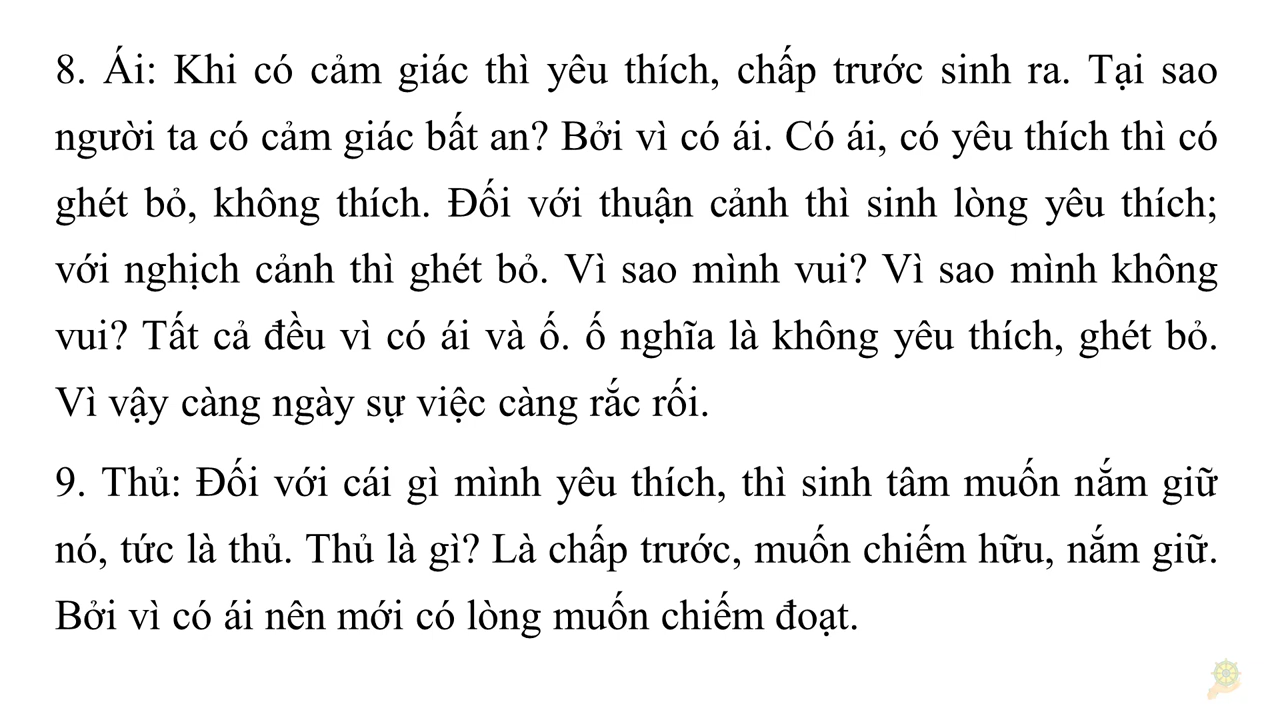 8. Ái: Khi có cảm giác thì yêu thích, chấp trước sinh ra. Tại sao
người ta có cảm giác bất an? Bởi vì có ái. Có ái, có yêu thích thì có
ghét bỏ, không thích. Đối với thuận cảnh thì sinh lòng yêu thích;
với nghịch cảnh thì ghét bỏ. Vì sao mình vui? Vì sao mình không
vui? Tất cả đều vì có ái và ố. ố nghĩa là không yêu thích, ghét bỏ.
Vì vậy càng ngày sự việc càng rắc rối.
9. Thủ: Đối với cái gì mình yêu thích, thì sinh tâm muốn nắm giữ
nó, tức là thủ. Thủ là gì? Là chấp trước, muốn chiếm hữu, nắm giữ.
Bởi vì có ái nên mới có lòng muốn chiếm đoạt.